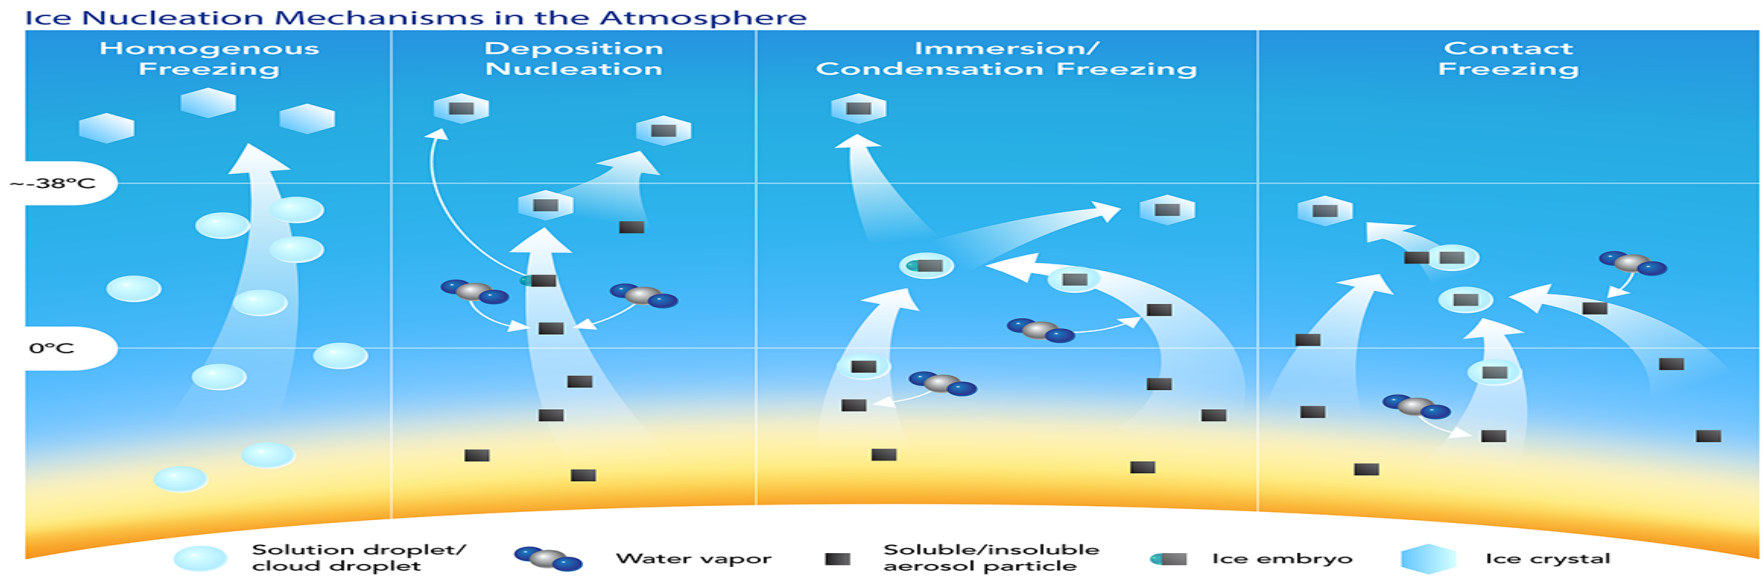 Ice Nucleation Mechanisms in the Atmosphere
Homogenous
Freezing
Deposition
Nucleation
Immersion/
Condensation Freezing
Contact
Freezing
~-38°C
0°C
Solution droplet/
cloud droplet
Water vapor
Soluble/insoluble
aerosol particle
Ice embryo
Ice crystal